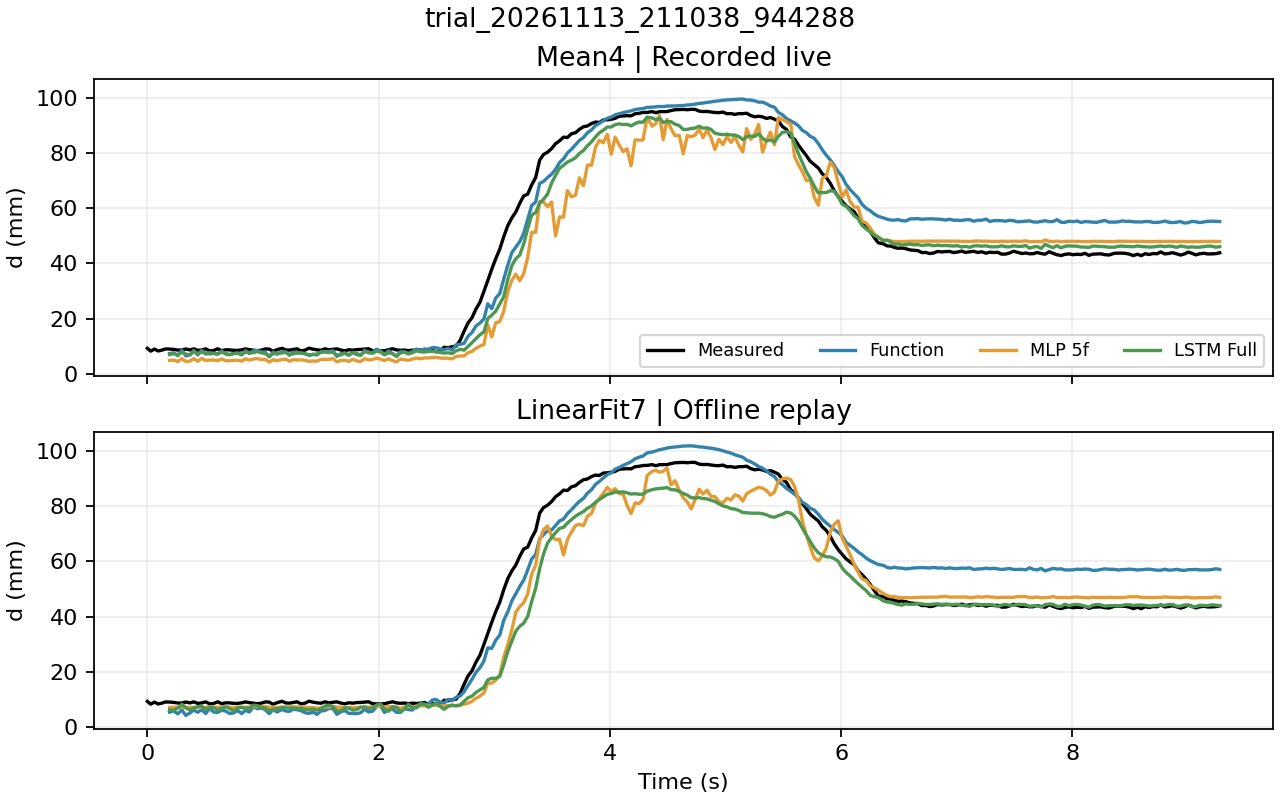 trial_20261113_211038_944288
Mean4 | Recorded live
100
80
60
40
20
0
d (mm)
Measured Function MLP 5f LSTM Full
LinearFit7 | Offline replay
100
80
60
40
20
0
d (mm)
0 2 4 6 8
Time (s)